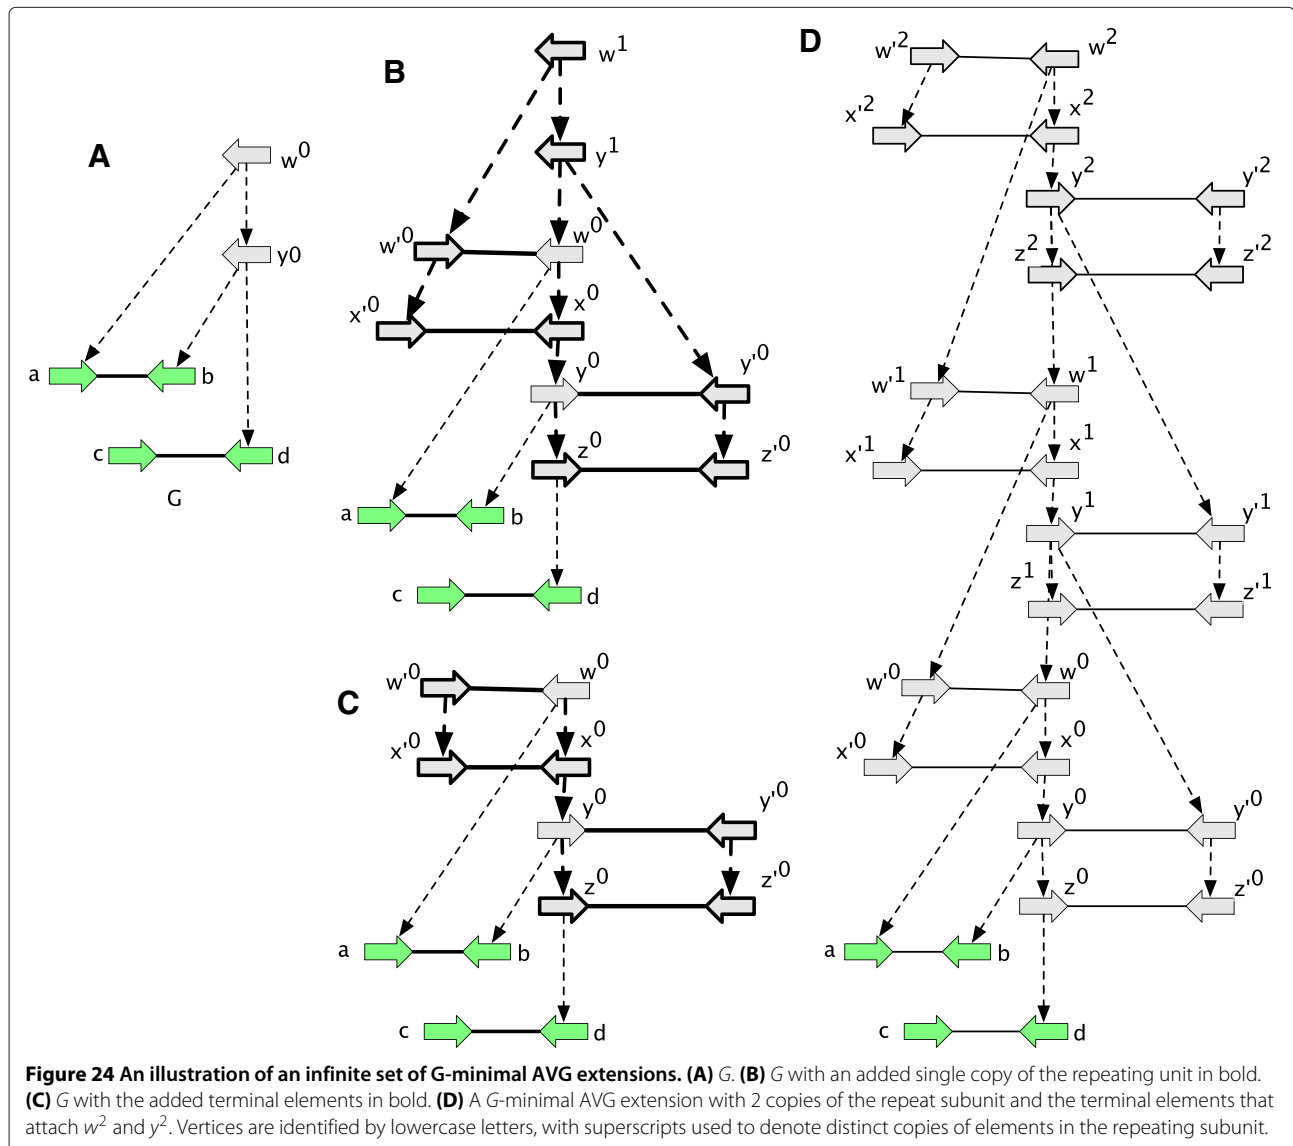 A
w0
y0
a
b
c
d
G
B
w1
y1
w'0
w0
x'0
x0
y0
y'0
z0
z'0
a
b
c
d
C
w'0
w0
x'0
x0
y0
y'0
z0
z'0
a
b
c
d
D
w'2
w2
x'2
x2
y2
y'2
z2
z'2
w'1
w1
x'1
x1
y1
y'1
z1
z'1
w'0
w0
x'0
x0
y0
y'0
z0
z'0
a
b
c
d
Figure 24 An illustration of an infinite set of G-minimal AVG extensions. (A) G. (B) G with an added single copy of the repeating unit in bold.
(C) G with the added terminal elements in bold. (D) A G-minimal AVG extension with 2 copies of the repeat subunit and the terminal elements that
attach w2 and y2. Vertices are identified by lowercase letters, with superscripts used to denote distinct copies of elements in the repeating subunit.